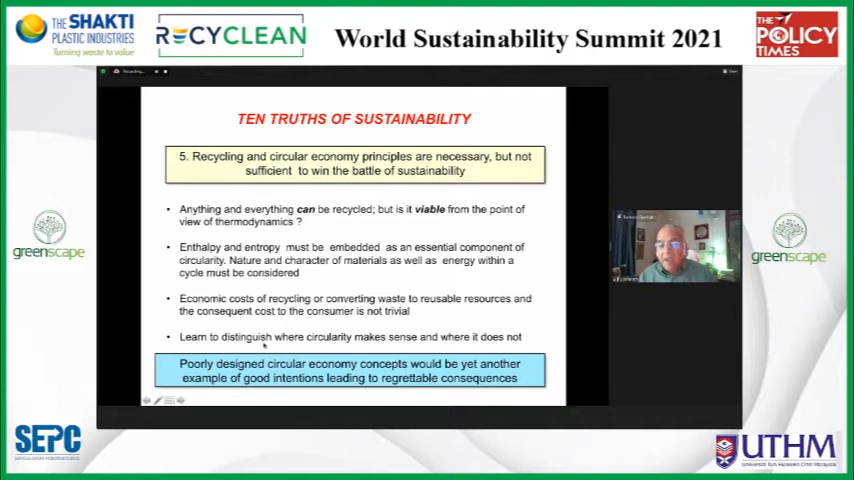 THE SHAKTI
PLASTIC INDUSTRIES
Turning waste to value
RECYCLEAN
World Sustainability Summit 2021
THE
POLICY
TIMES
Recording...
View
TEN TRUTHS OF SUSTAINABILITY
5. Recycling and circular economy principles are necessary, but not
sufficient to win the battle of sustainability
• Anything and everything can be recycled; but is it viable from the point of
view of thermodynamics ?
• Enthalpy and entropy must be embedded as an essential component of
circularity. Nature and character of materials as well as energy within a
cycle must be considered
• Economic costs of recycling or converting waste to reusable resources and
the consequent cost to the consumer is not trivial
• Learn to distinguish where circularity makes sense and where it does not
Poorly designed circular economy concepts would be yet another
example of good intentions leading to regrettable consequences
greenscape
greenscape
SEPC
UTHM
Universiti Tun Hussein Onn Malaysia